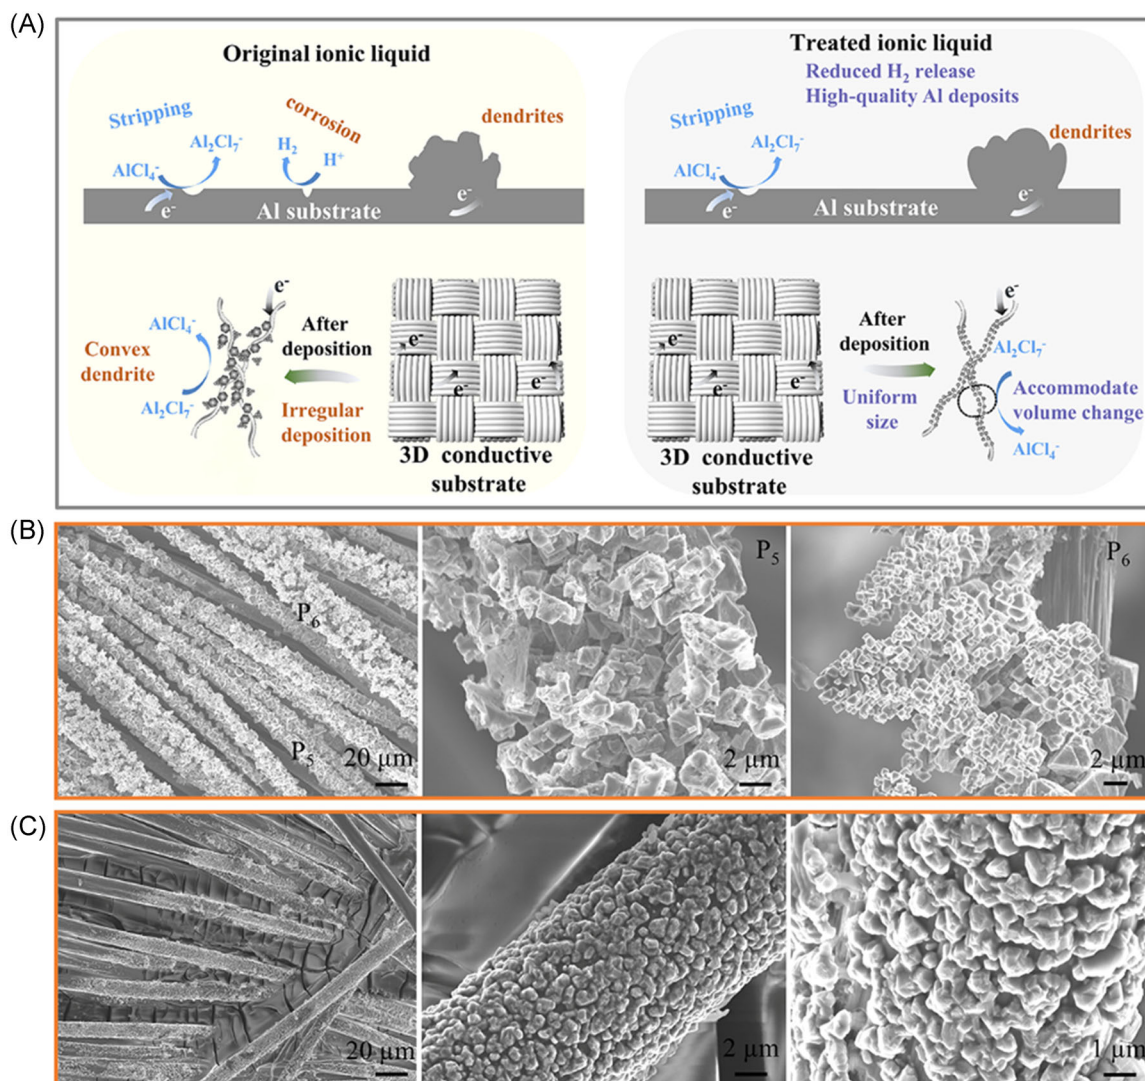 (A)
Original ionic liquid
Stripping
corrosion
dendrites
Al₂Cl₇⁻
H₂
H⁺
AlCl₄⁻
e⁻
Al substrate
e⁻
e⁻
AlCl₄⁻
After
deposition
Convex
dendrite
e⁻
e⁻
e⁻
Al₂Cl₇⁻
Irregular
deposition
3D conductive
substrate
Treated ionic liquid
Reduced H₂ release
High-quality Al deposits
Stripping
dendrites
Al₂Cl₇⁻
AlCl₄⁻
e⁻
Al substrate
e⁻
e⁻
e⁻
e⁻
After
deposition
e⁻
Al₂Cl₇⁻
Uniform
size
Accommodate
volume change
AlCl₄⁻
3D conductive
substrate
(B)
P₆
P₅
20 μm
P₅
2 μm
P₆
2 μm
(C)
20 μm
2 μm
1 μm